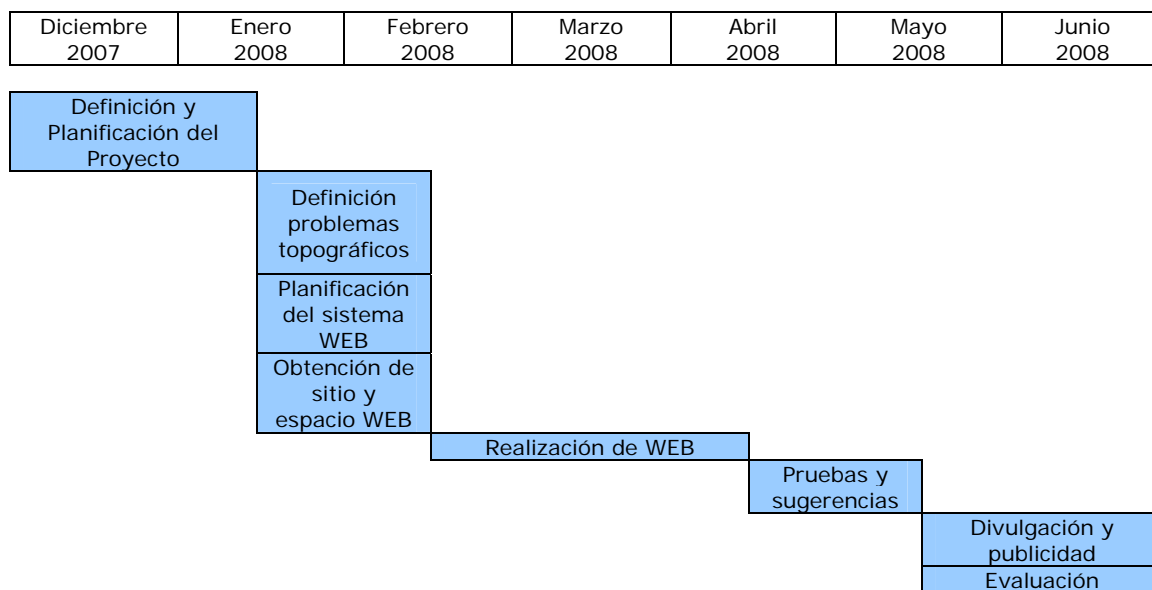 Diciembre
2007
Enero
2008
Febrero
2008
Marzo
2008
Abril
2008
Mayo
2008
Junio
2008
Definición y
Planificación del
Proyecto
Definición
problemas
topográficos
Planificación
del sistema
WEB
Obtención de
sitio y
espacio WEB
Realización de WEB
Pruebas y
sugerencias
Divulgación y
publicidad
Evaluación